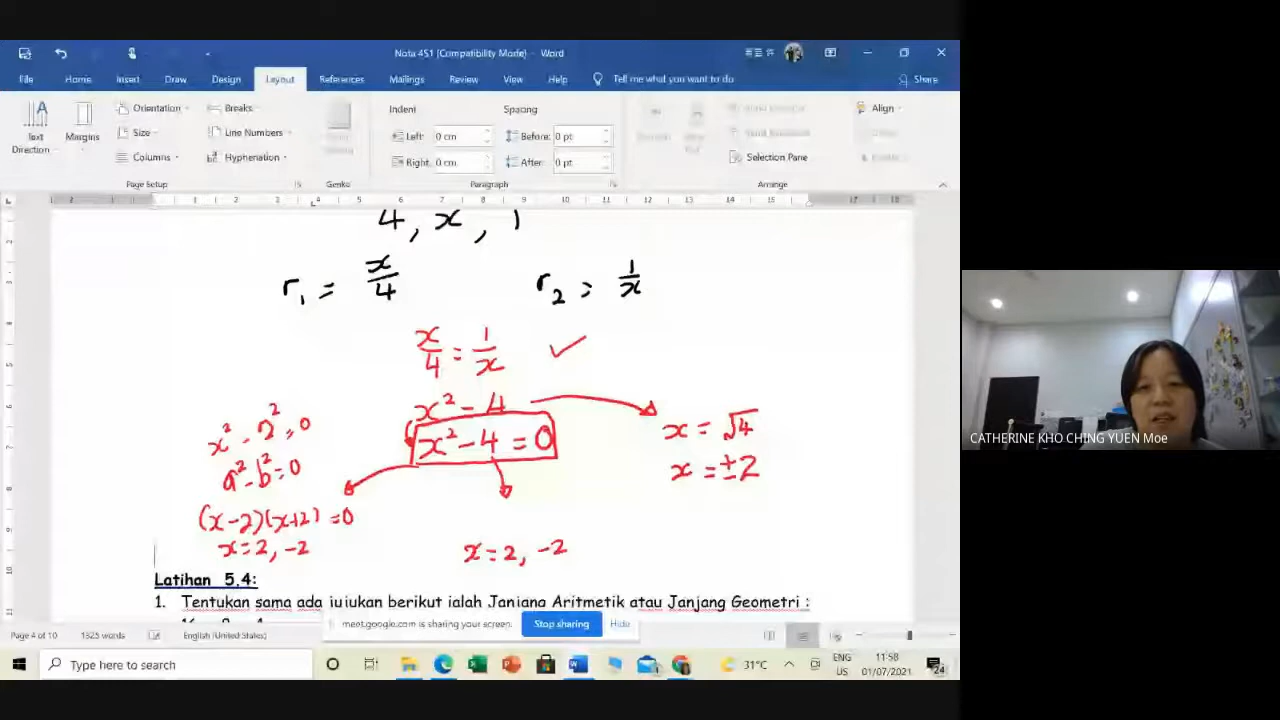 Nota 4S1 [Compatibility Mode] - Word
File Home Insert Draw Design Layout References Mailings Review View Help Tell me what you want to do Share
Text Direction
Margins
Orientation
Size
Columns
Breaks
Line Numbers
Hyphenation
Page Setup
Genko
Indent
Left: 0 cm
Right: 0 cm
Spacing
Before: 0 pt
After: 0 pt
Paragraph
Selection Pane
Align
Arrange
4, x, 1
r₁ = x/4 r₂ = 1/x
x/4 = 1/x ✓
x² - 4
x² - 4 = 0
x = √4
x = ±2
x² - 2² = 0
a² - b² = 0
(x-2)(x+2) = 0
x = 2, -2
x = 2, -2
Latihan 5.4:
1. Tentukan sama ada jujukan berikut ialah Janjang Aritmetik atau Janjang Geometri :
meet.google.com is sharing your screen. Stop sharing Hide
Page 4 of 10 1325 words English (United States)
Type here to search
31°C ENG US 11:58 01/07/2021 24
CATHERINE KHO CHING YUEN Moe